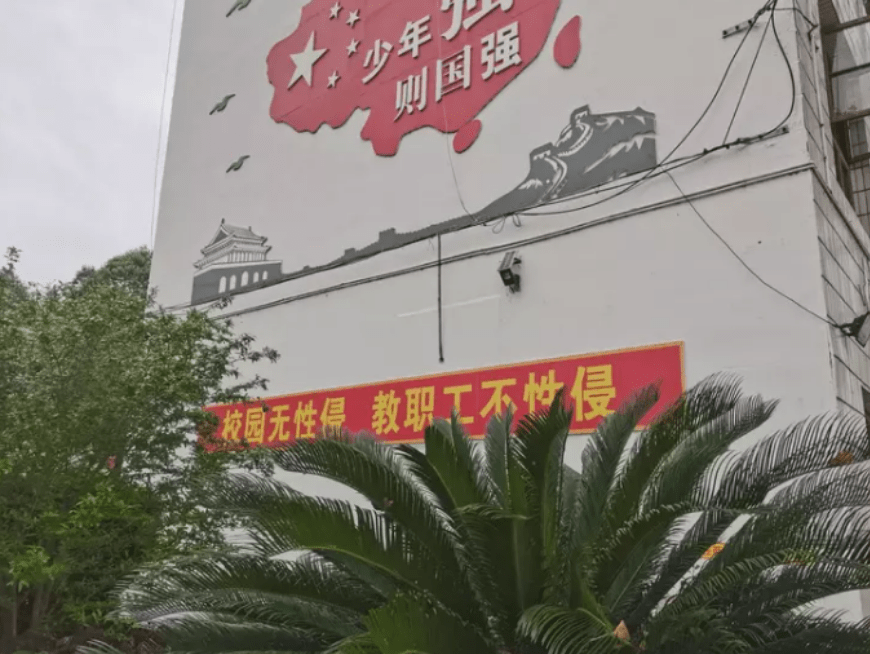 少年强
则国强
校园无性侵 教职工不性侵